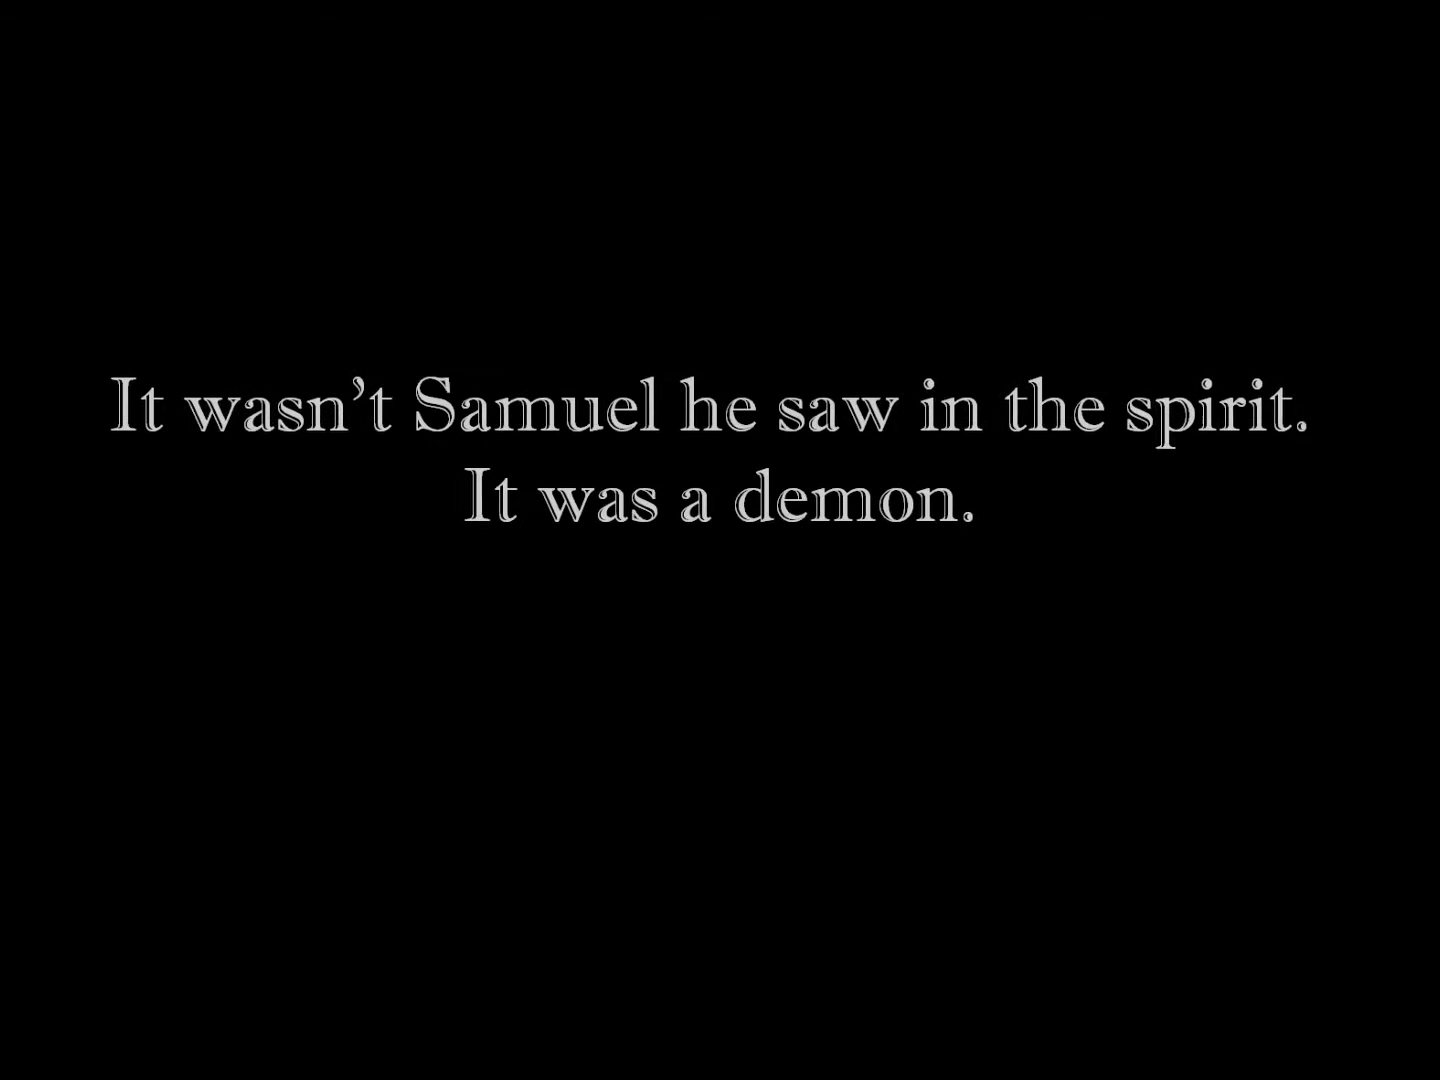 It wasn’t Samuel he saw in the spirit.
It was a demon.